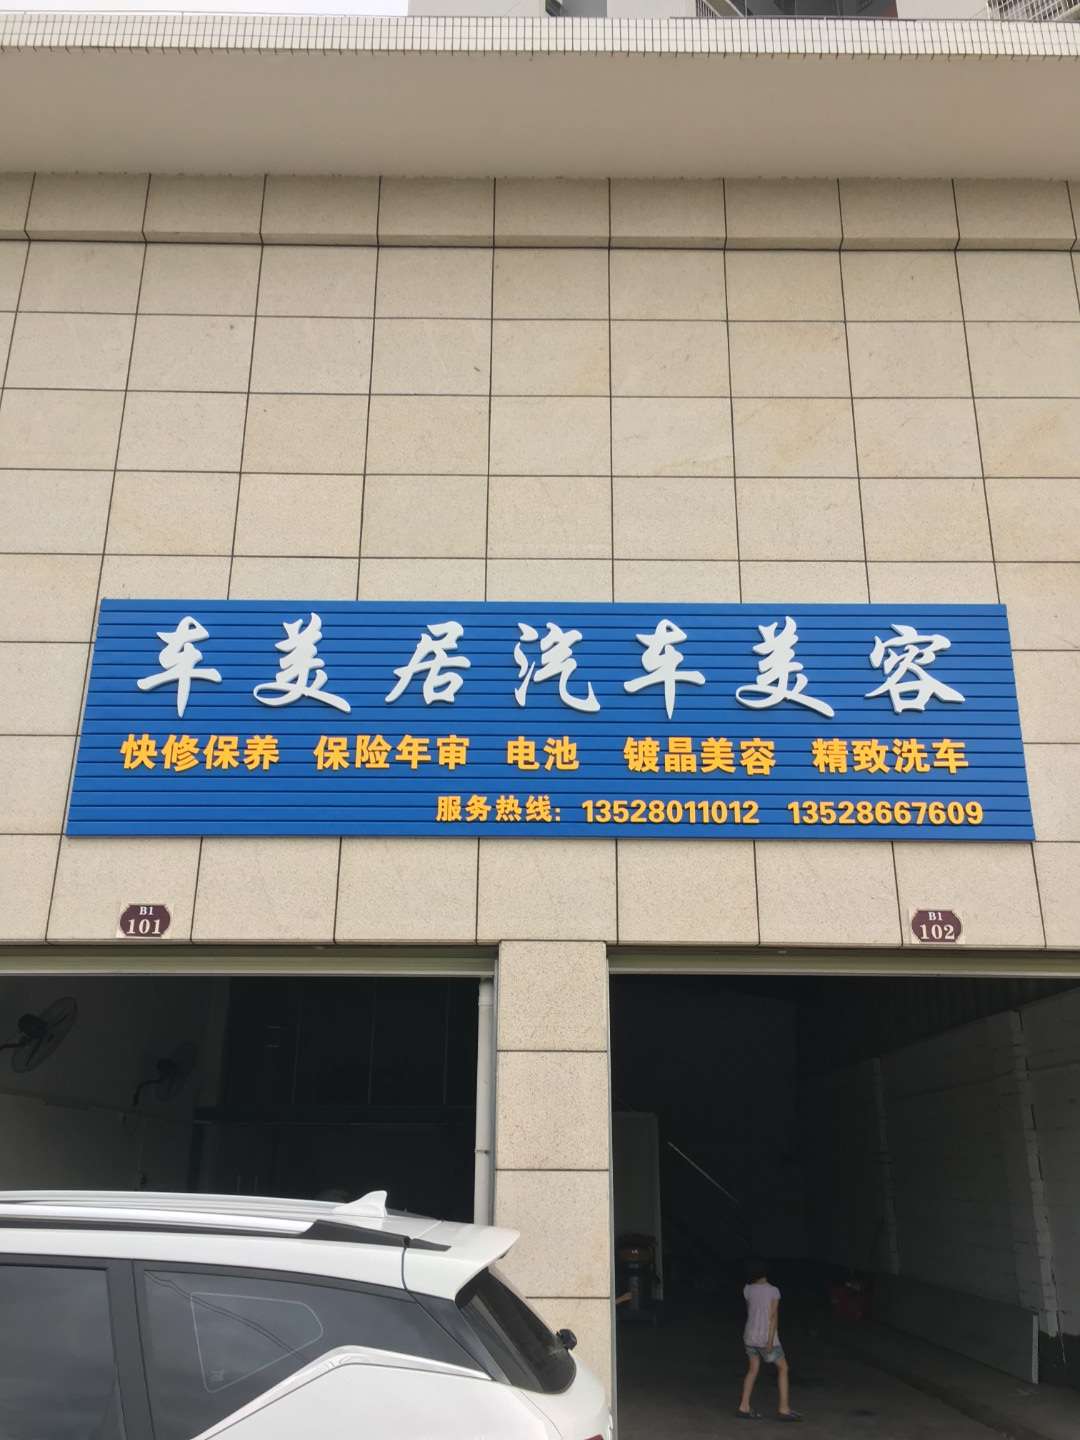 车美居汽车美容
快修保养 保险年审 电池 镀晶美容 精致洗车
服务热线：13528011012 13528667609
B1
101
B1
102